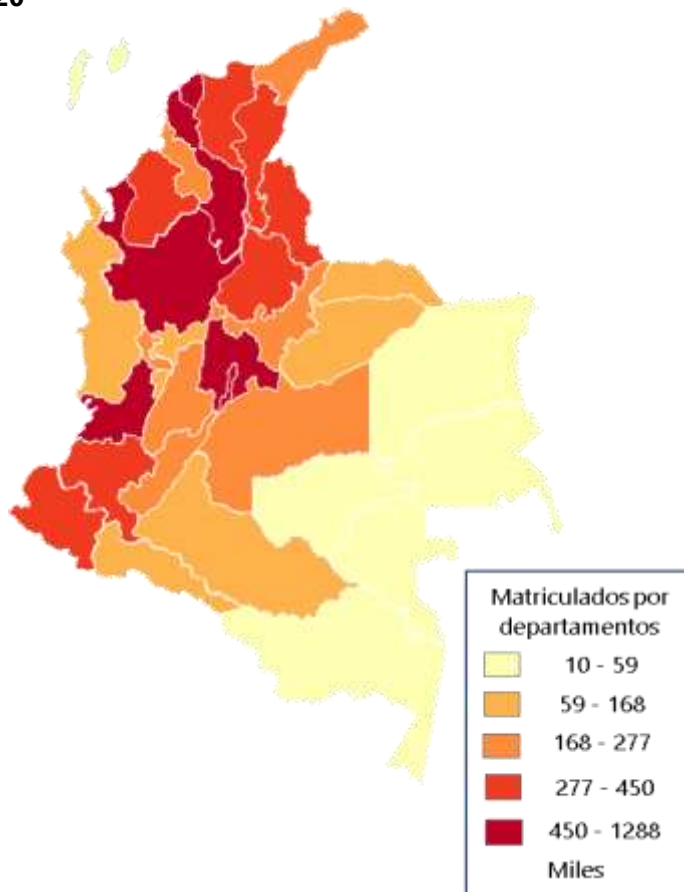 Matriculados por
departamentos
10 - 59
59 - 168
168 - 277
277 - 450
450 - 1288
Miles